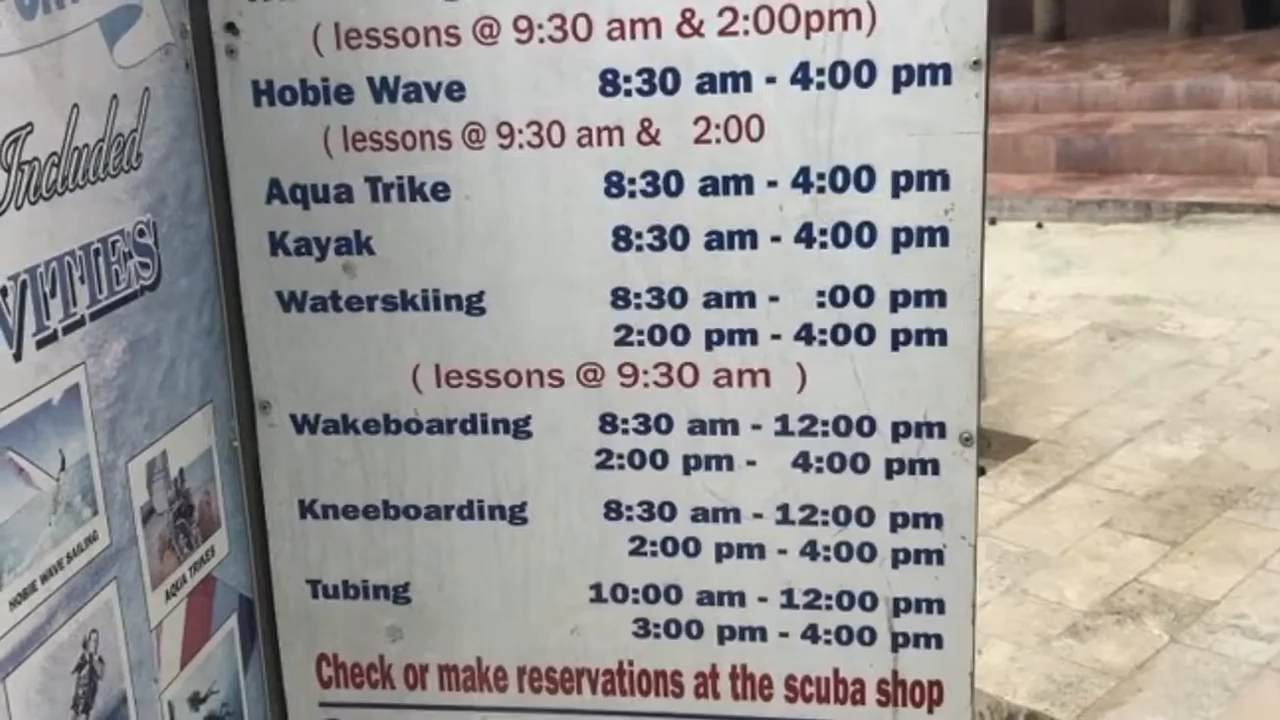 Included
VITIES
HOBIE WAVE SAILING
AQUA TRIKES
( lessons @ 9:30 am & 2:00pm)
Hobie Wave 8:30 am - 4:00 pm
( lessons @ 9:30 am & 2:00
Aqua Trike 8:30 am - 4:00 pm
Kayak 8:30 am - 4:00 pm
Waterskiing 8:30 am - :00 pm
2:00 pm - 4:00 pm
( lessons @ 9:30 am )
Wakeboarding 8:30 am - 12:00 pm
2:00 pm - 4:00 pm
Kneeboarding 8:30 am - 12:00 pm
2:00 pm - 4:00 pm
Tubing 10:00 am - 12:00 pm
3:00 pm - 4:00 pm
Check or make reservations at the scuba shop